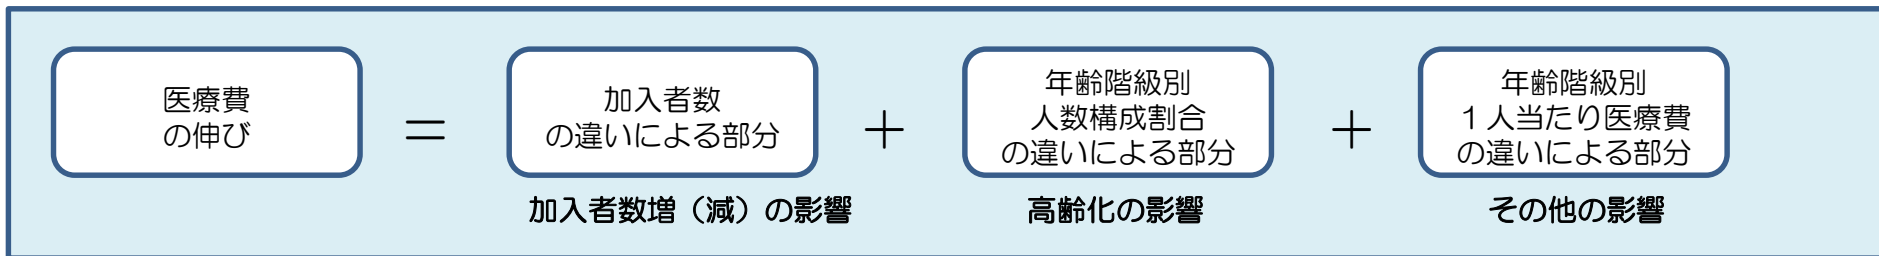 医療費
の伸び
＝
加入者数
の違いによる部分
＋
年齢階級別
人数構成割合
の違いによる部分
＋
年齢階級別
１人当たり医療費
の違いによる部分
加入者数増（減）の影響
高齢化の影響
その他の影響